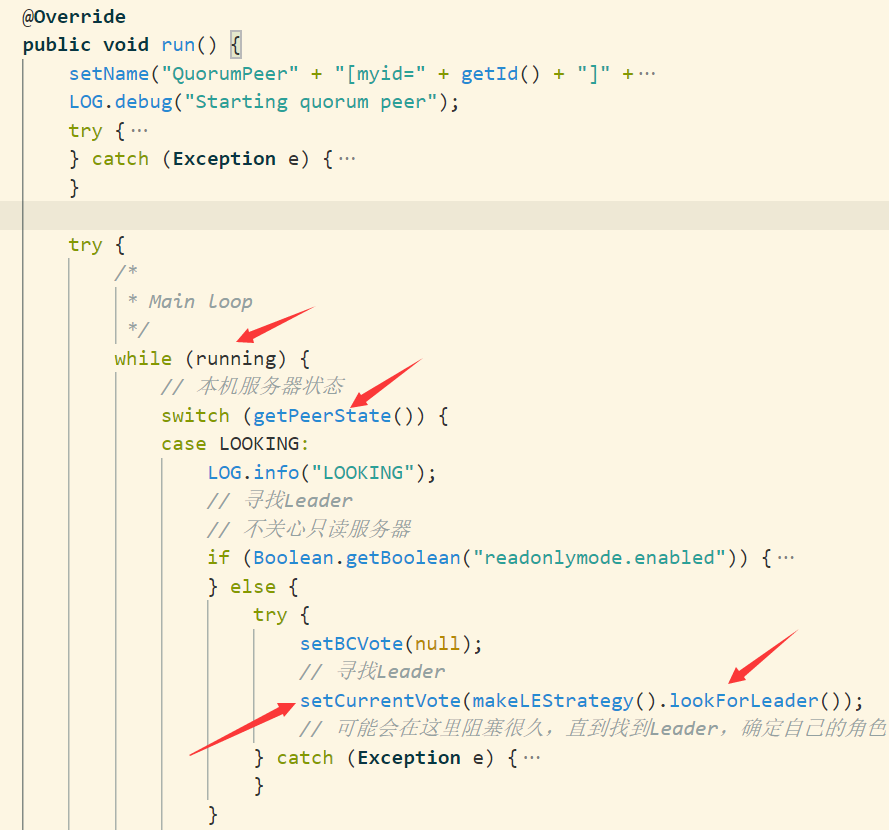 @Override
public void run() {
setName("QuorumPeer" + "[myid=" + getId() + "]" +···
LOG.debug("Starting quorum peer");
try {···
} catch (Exception e) {···
}
try {
/*
* Main loop
*/
while (running) {
// 本机服务器状态
switch (getPeerState()) {
case LOOKING:
LOG.info("LOOKING");
// 寻找Leader
// 不关心只读服务器
if (Boolean.getBoolean("readonlymode.enabled")) {···
} else {
try {
setBCVote(null);
// 寻找Leader
setCurrentVote(makeLEStrategy().lookForLeader());
// 可能会在这里阻塞很久，直到找到Leader，确定自己的角色
} catch (Exception e) {···
}
}